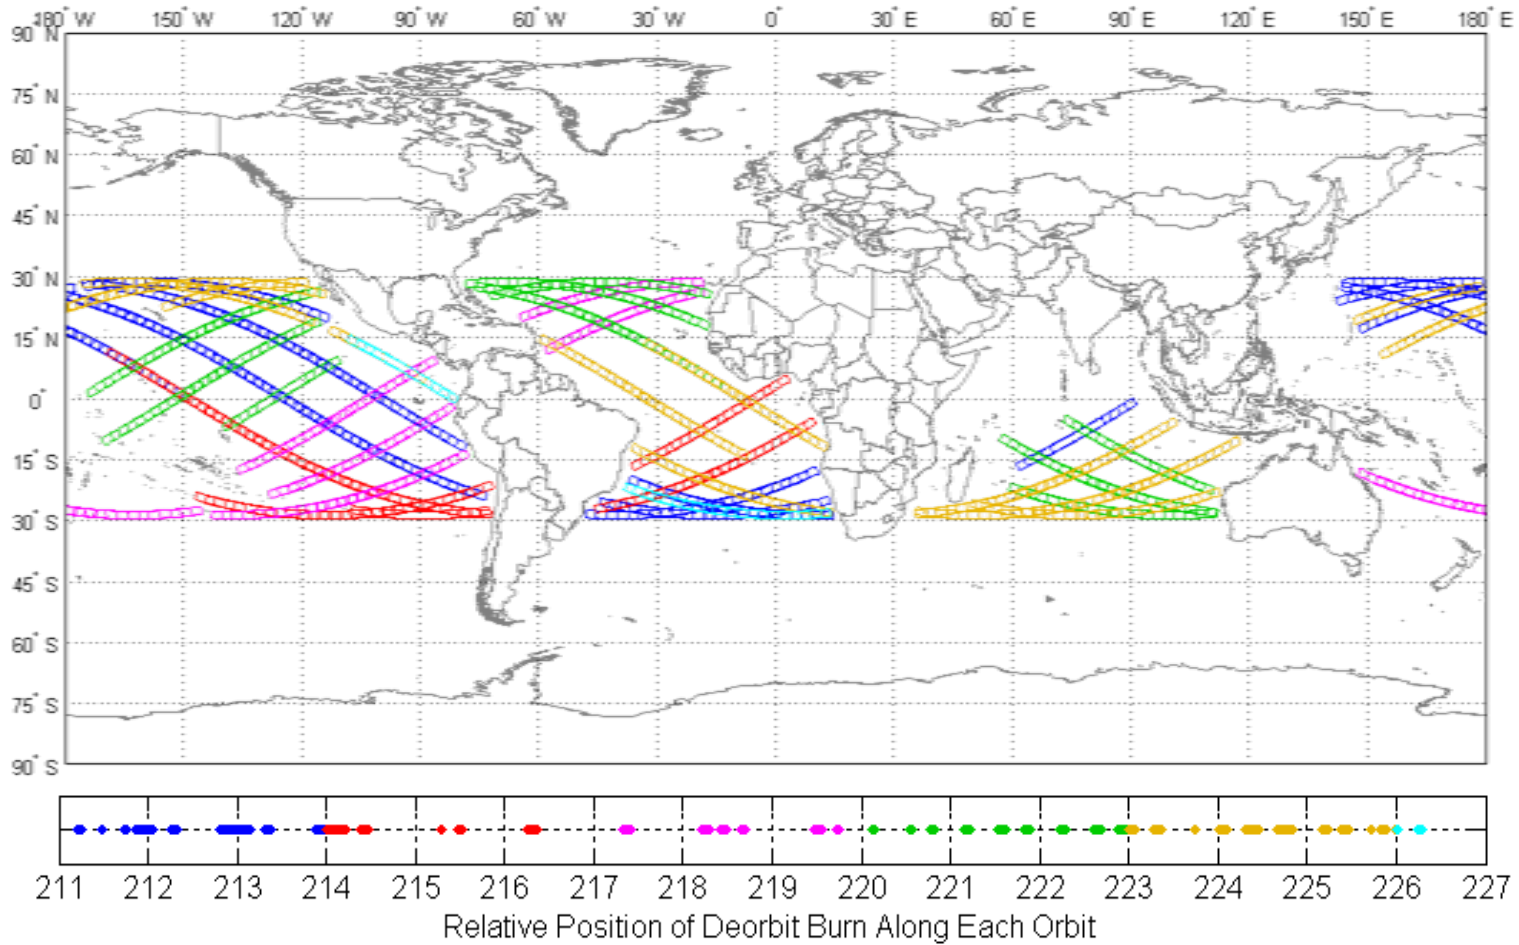 180° W 150° W 120° W 90° W 60° W 30° W 0° 30° E 60° E 90° E 120° E 150° E 180° E
90° N
75° N
60° N
45° N
30° N
15° N
0°
15° S
30° S
45° S
60° S
75° S
90° S
211 212 213 214 215 216 217 218 219 220 221 222 223 224 225 226 227
Relative Position of Deorbit Burn Along Each Orbit